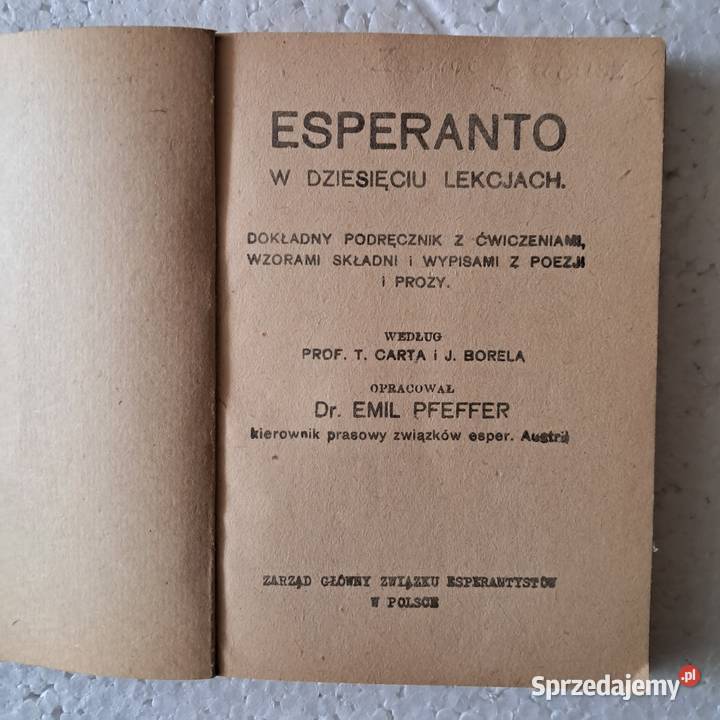 ESPERANTO
W DZIESIĘCIU LEKCJACH.
DOKŁADNY PODRĘCZNIK Z ĆWICZENIAMI,
WZORAMI SKŁADNI i WYPISAMI Z POEZJI
I PROZY.
WEDŁUG
PROF. T. CARTA i J. BORELA
OPRACOWAŁ
Dr. EMIL PFEFFER
kierownik prasowy związków esper. Austrii
ZARZĄD GŁÓWNY ZWIĄZKU ESPERANTYSTÓW
W POLSCE
Sprzedajemy.pl